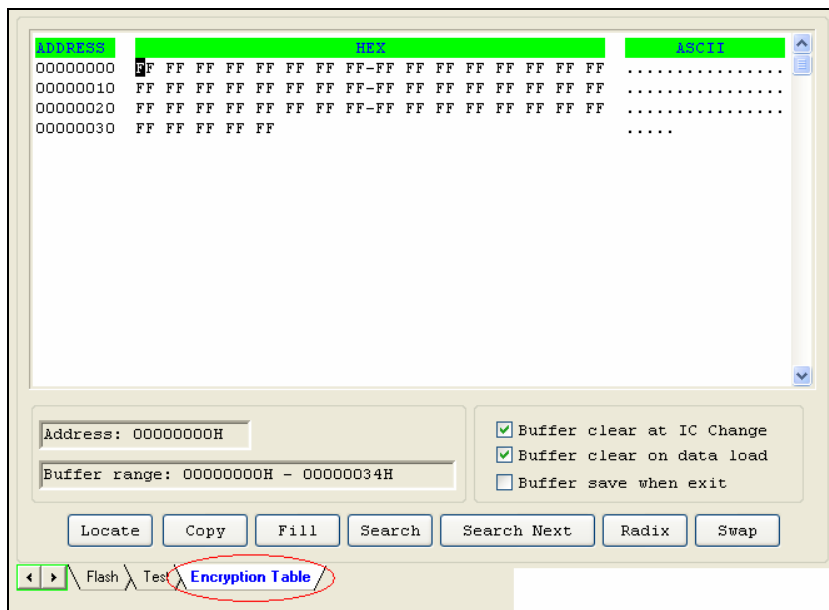 ADDRESS HEX ASCII
00000000 FF FF FF FF FF FF FF FF-FF FF FF FF FF FF FF FF ................
00000010 FF FF FF FF FF FF FF FF-FF FF FF FF FF FF FF FF ................
00000020 FF FF FF FF FF FF FF FF-FF FF FF FF FF FF FF FF ................
00000030 FF FF FF FF FF .....
Address: 00000000H
Buffer range: 00000000H - 00000034H
Buffer clear at IC Change
Buffer clear on data load
Buffer save when exit
Locate Copy Fill Search Search Next Radix Swap
Flash Test Encryption Table